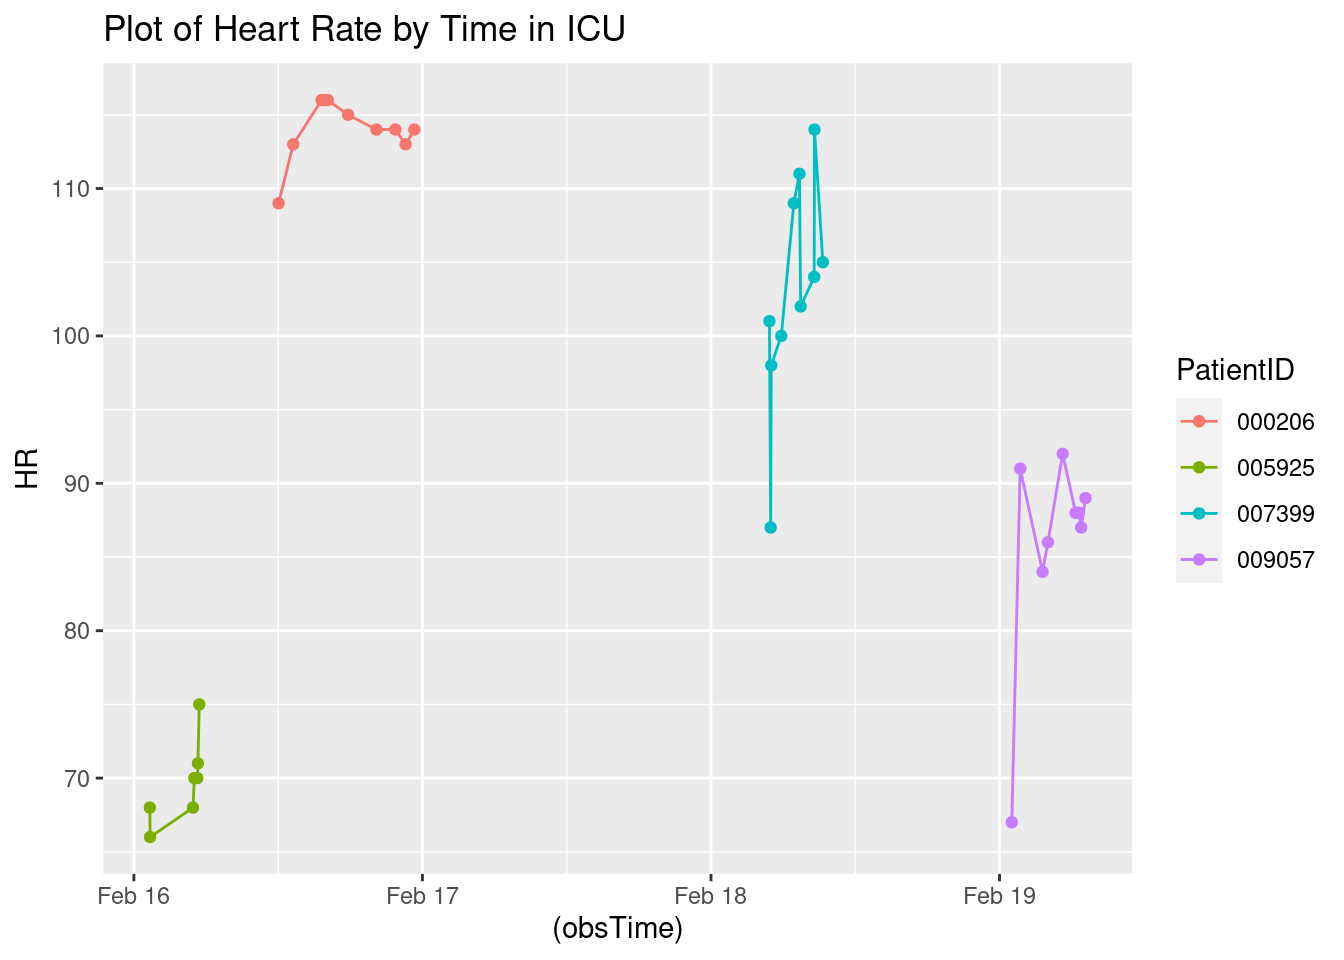 Plot of Heart Rate by Time in ICU
HR
110
100
90
80
70
Feb 16
Feb 17
Feb 18
Feb 19
(obsTime)
PatientID
000206
005925
007399
009057